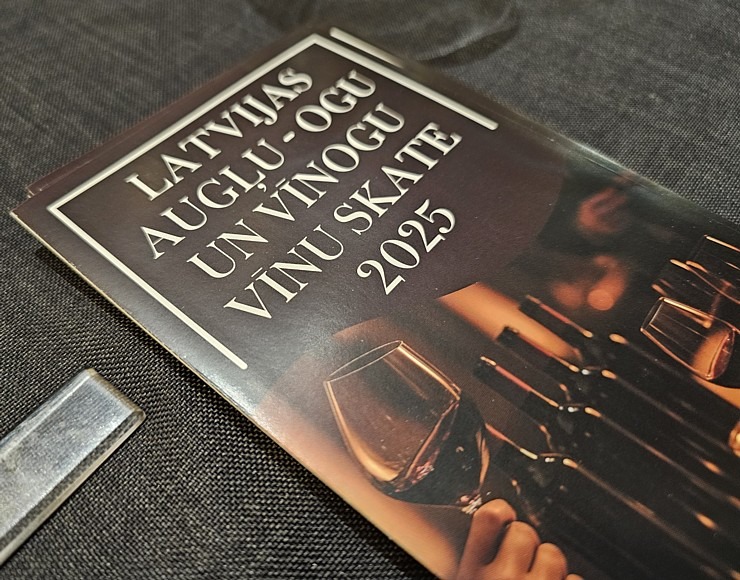 LATVIJAS
AUGĻU - OGU
UN VĪNOGU
VĪNU SKATE
2025